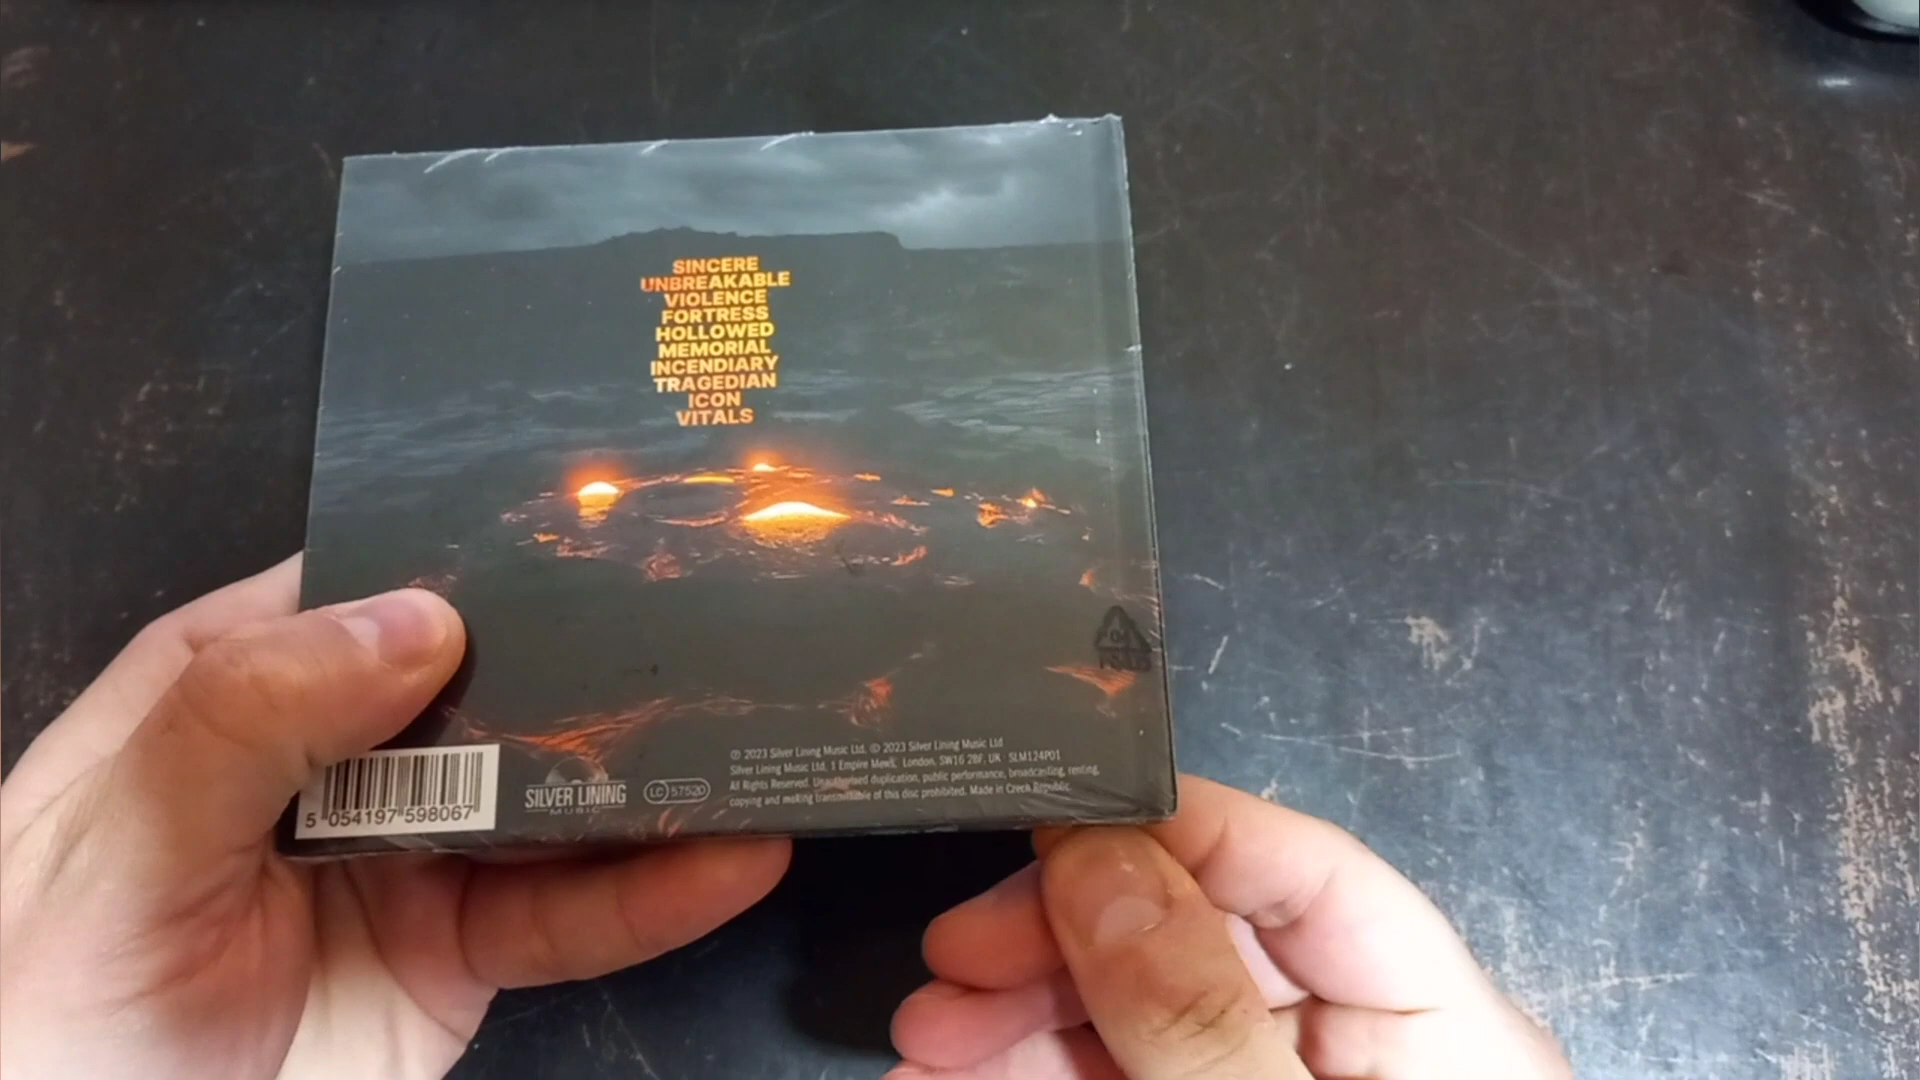 SINCERE
UNBREAKABLE
VIOLENCE
FORTRESS
HOLLOWED
MEMORIAL
INCENDIARY
TRAGEDIAN
ICON
VITALS
04
5 054197 598067
SILVER LINING
MUSIC
LC 57520
℗ 2023 Silver Lining Music Ltd. © 2023 Silver Lining Music Ltd
Silver Lining Music Ltd. 1 Empire Mews, London, SW16 2BF, UK · SLM124P01
All Rights Reserved. Unauthorised duplication, public performance, broadcasting, renting,
copying and making of this disc prohibited. Made in Czech Republic.